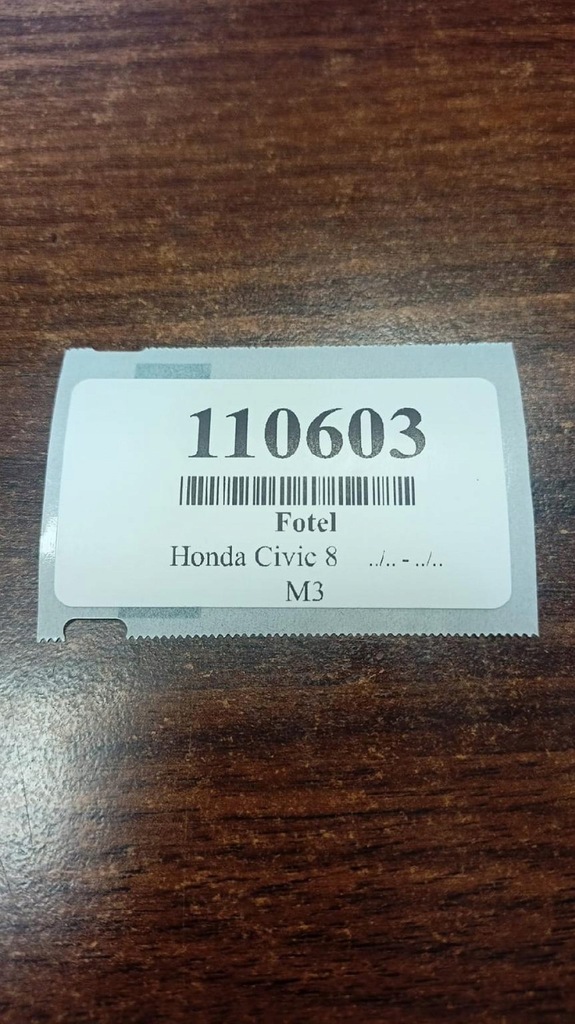 110603
Fotel
Honda Civic 8 ../.. - ../..
M3